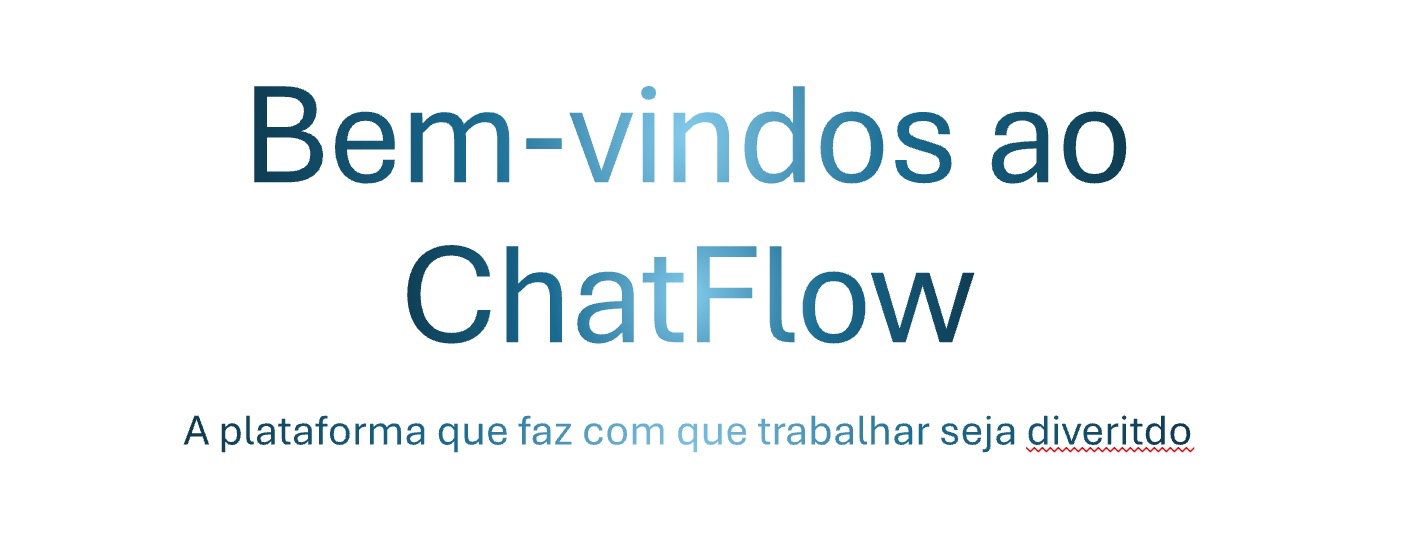 Bem-vindos ao
ChatFlow
A plataforma que faz com que trabalhar seja diveritdo